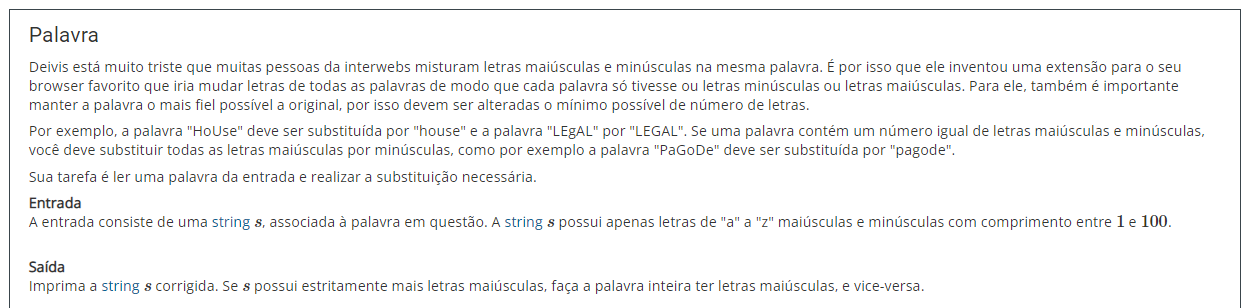 Palavra
Deivis está muito triste que muitas pessoas da interwebs misturam letras maiúsculas e minúsculas na mesma palavra. É por isso que ele inventou uma extensão para o seu
browser favorito que iria mudar letras de todas as palavras de modo que cada palavra só tivesse ou letras minúsculas ou letras maiúsculas. Para ele, também é importante
manter a palavra o mais fiel possível a original, por isso devem ser alteradas o mínimo possível de número de letras.
Por exemplo, a palavra "HoUse" deve ser substituída por "house" e a palavra "LEgAL" por "LEGAL". Se uma palavra contém um número igual de letras maiúsculas e minúsculas,
você deve substituir todas as letras maiúsculas por minúsculas, como por exemplo a palavra "PaGoDe" deve ser substituída por "pagode".
Sua tarefa é ler uma palavra da entrada e realizar a substituição necessária.
Entrada
A entrada consiste de uma string s, associada à palavra em questão. A string s possui apenas letras de "a" a "z" maiúsculas e minúsculas com comprimento entre 1 e 100.
Saída
Imprima a string s corrigida. Se s possui estritamente mais letras maiúsculas, faça a palavra inteira ter letras maiúsculas, e vice-versa.